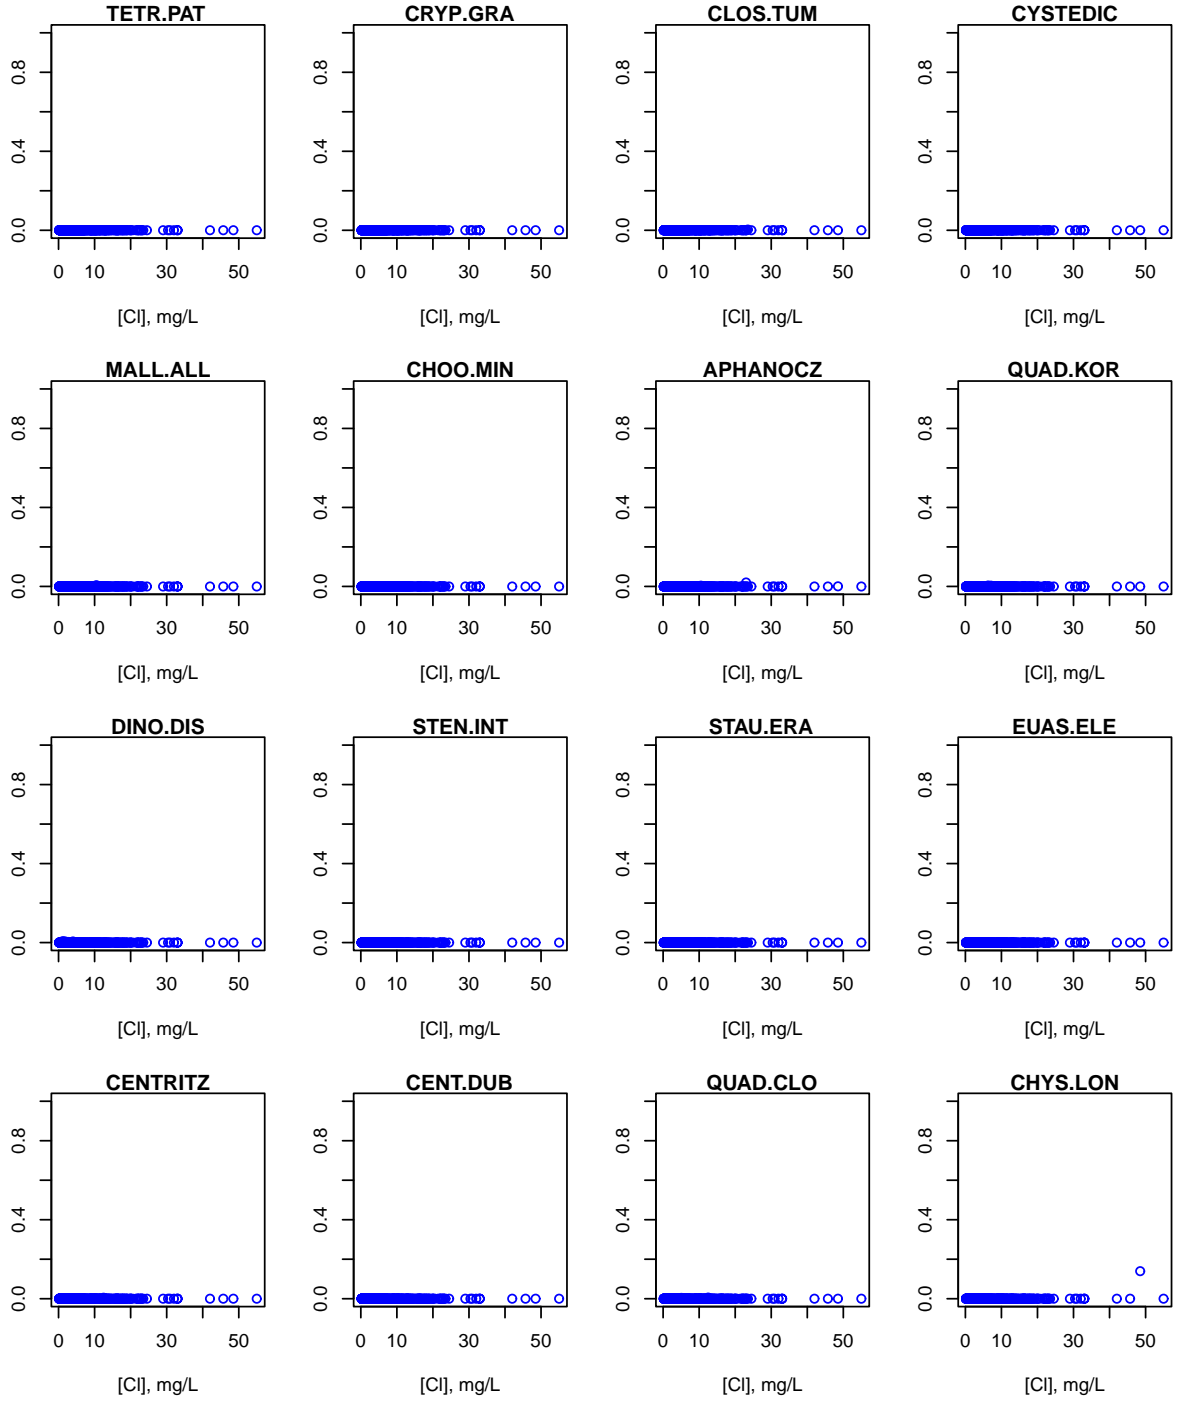 TETR.PAT CRYP.GRA CLOS.TUM CYSTEDIC
0.8 0.8 0.8 0.8
0.4 0.4 0.4 0.4
0.0 0.0 0.0 0.0
0 10 30 50 0 10 30 50 0 10 30 50 0 10 30 50
[Cl], mg/L [Cl], mg/L [Cl], mg/L [Cl], mg/L
MALL.ALL CHOO.MIN APHANOCZ QUAD.KOR
0.8 0.8 0.8 0.8
0.4 0.4 0.4 0.4
0.0 0.0 0.0 0.0
0 10 30 50 0 10 30 50 0 10 30 50 0 10 30 50
[Cl], mg/L [Cl], mg/L [Cl], mg/L [Cl], mg/L
DINO.DIS STEN.INT STAU.ERA EUAS.ELE
0.8 0.8 0.8 0.8
0.4 0.4 0.4 0.4
0.0 0.0 0.0 0.0
0 10 30 50 0 10 30 50 0 10 30 50 0 10 30 50
[Cl], mg/L [Cl], mg/L [Cl], mg/L [Cl], mg/L
CENTRITZ CENT.DUB QUAD.CLO CHYS.LON
0.8 0.8 0.8 0.8
0.4 0.4 0.4 0.4
0.0 0.0 0.0 0.0
0 10 30 50 0 10 30 50 0 10 30 50 0 10 30 50
[Cl], mg/L [Cl], mg/L [Cl], mg/L [Cl], mg/L